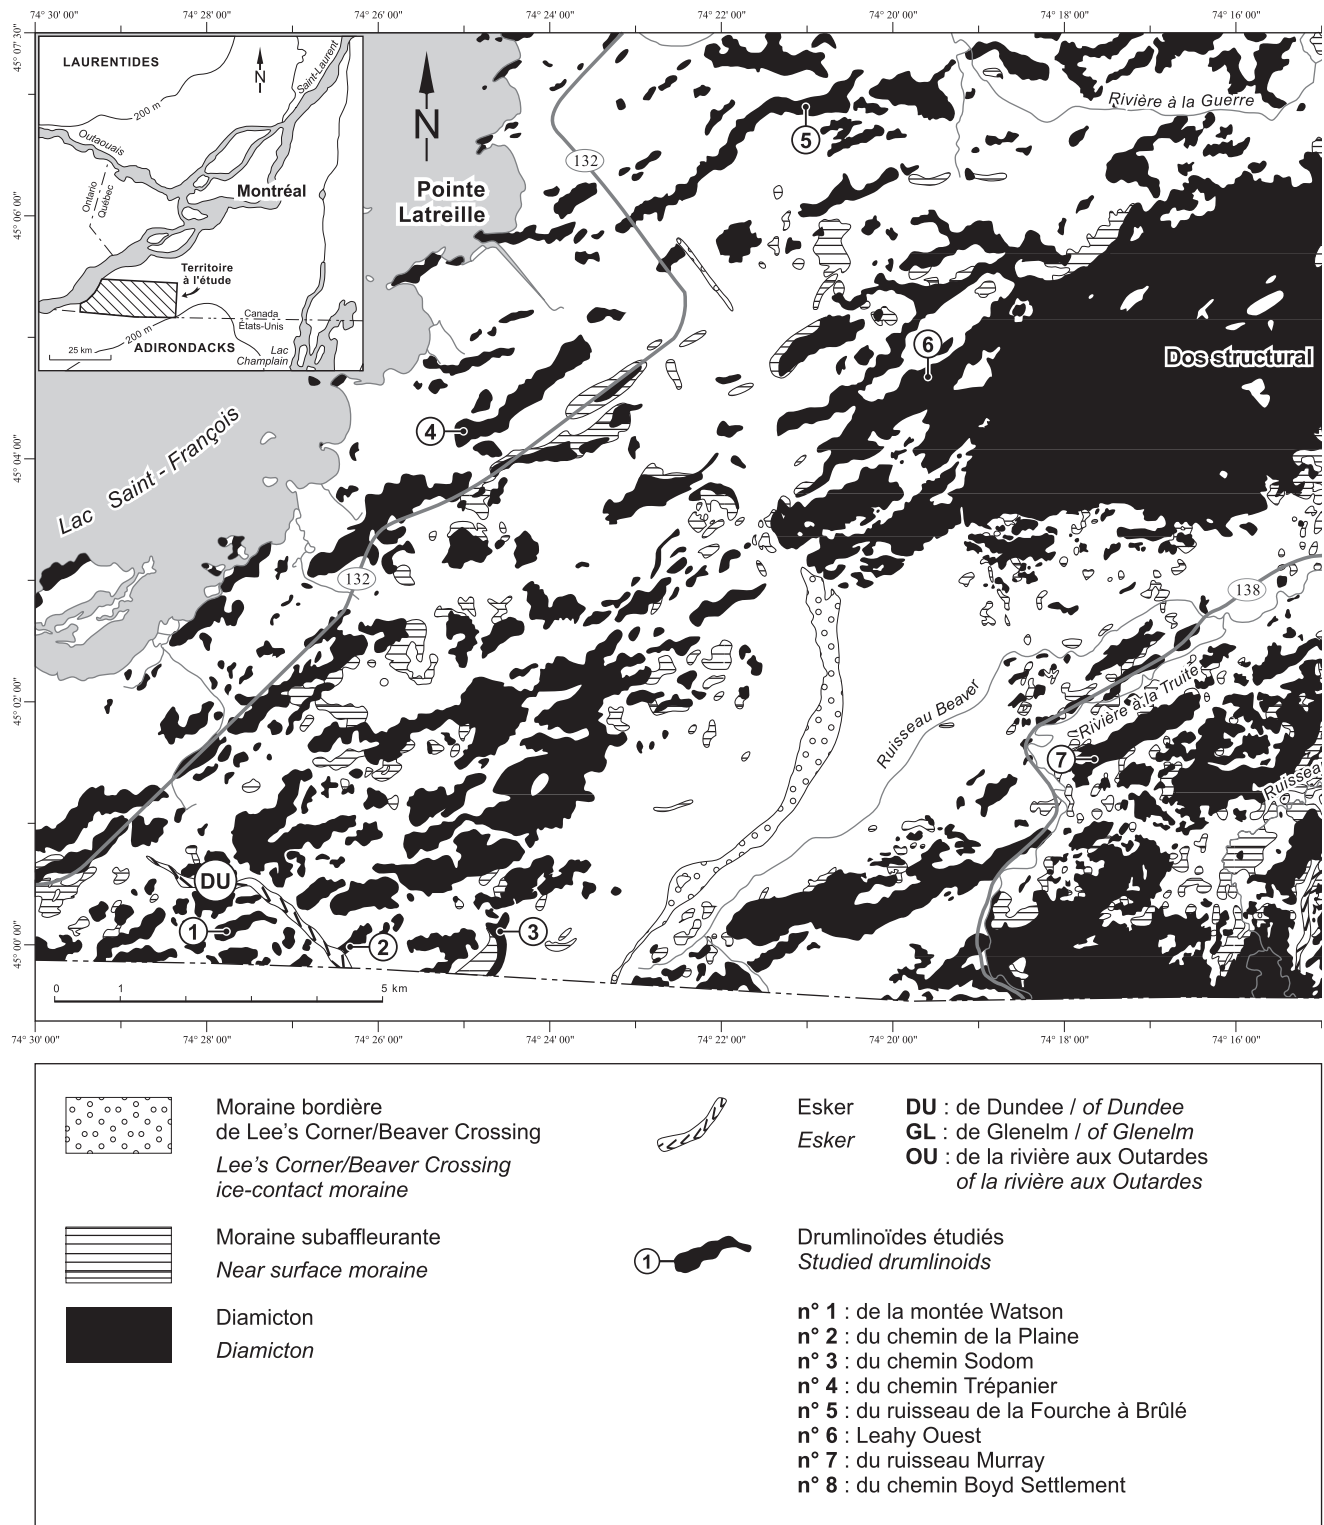 74° 30' 00"
74° 28' 00"
74° 26' 00"
74° 24' 00"
74° 22' 00"
74° 20' 00"
74° 18' 00"
74° 16' 00"
45° 07' 30"
45° 06' 00"
45° 04' 00"
45° 02' 00"
45° 00' 00"
LAURENTIDES
N
Saint-Laurent
200 m
Outaouais
Ontario
Québec
Montréal
Territoire
à l'étude
Canada
États-Unis
200 m
25 km
ADIRONDACKS
Lac
Champlain
N
Pointe
Latreille
132
5
Rivière à la Guerre
6
Dos structural
4
Lac Saint-François
132
138
Ruisseau Beaver
Rivière à la Truite
7
Ruisseau
DU
1
2
3
0 1 5 km
74° 30' 00"
74° 28' 00"
74° 26' 00"
74° 24' 00"
74° 22' 00"
74° 20' 00"
74° 18' 00"
74° 16' 00"
Moraine bordière
de Lee's Corner/Beaver Crossing
Lee's Corner/Beaver Crossing
ice-contact moraine
Moraine subaffleurante
Near surface moraine
Diamicton
Diamicton
Esker
Esker
DU : de Dundee / of Dundee
GL : de Glenelm / of Glenelm
OU : de la rivière aux Outardes
of la rivière aux Outardes
1
Drumlinoïdes étudiés
Studied drumlinoids
n° 1 : de la montée Watson
n° 2 : du chemin de la Plaine
n° 3 : du chemin Sodom
n° 4 : du chemin Trépanier
n° 5 : du ruisseau de la Fourche à Brûlé
n° 6 : Leahy Ouest
n° 7 : du ruisseau Murray
n° 8 : du chemin Boyd Settlement